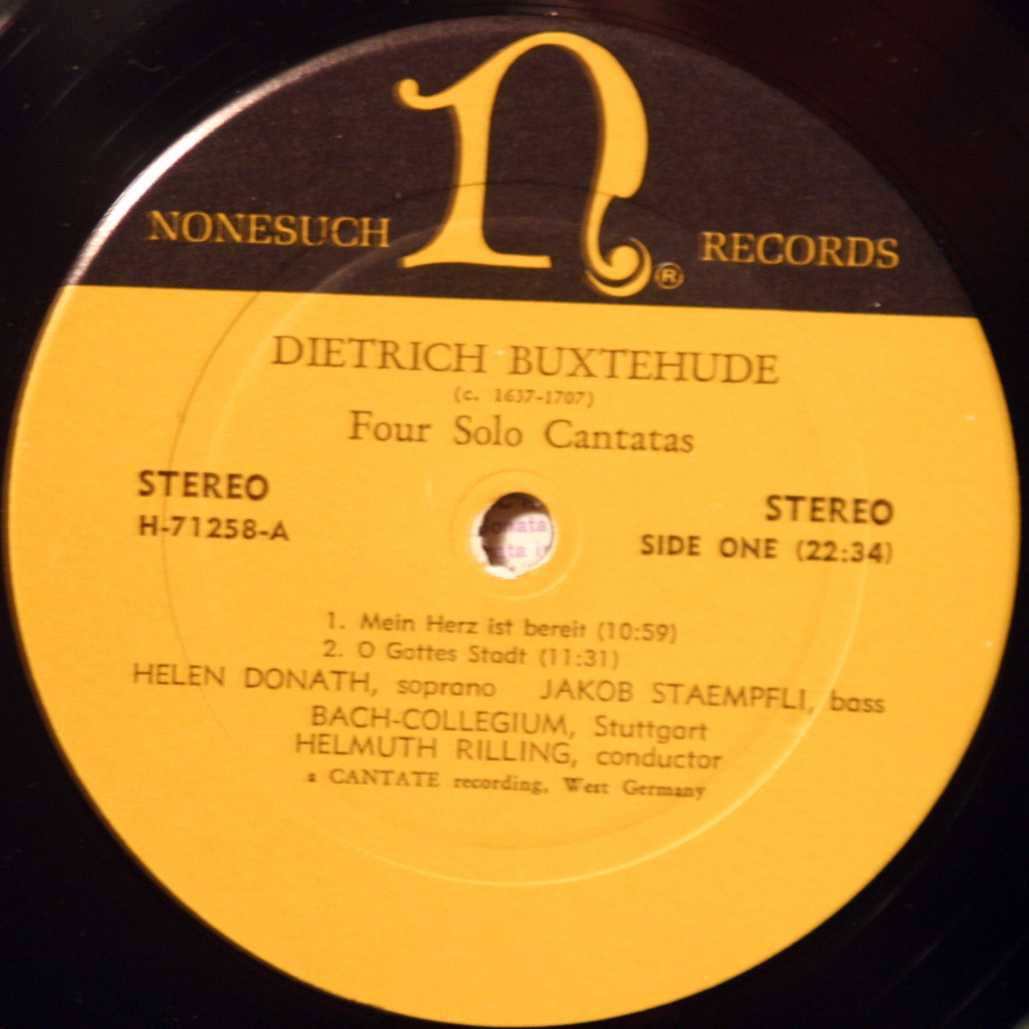 n
NONESUCH RECORDS
®
DIETRICH BUXTEHUDE
(c. 1637-1707)
Four Solo Cantatas
STEREO
H-71258-A
STEREO
SIDE ONE (22:34)
1. Mein Herz ist bereit (10:59)
2. O Gottes Stadt (11:31)
HELEN DONATH, soprano JAKOB STAEMPFLI, bass
BACH-COLLEGIUM, Stuttgart
HELMUTH RILLING, conductor
a CANTATE recording, West Germany